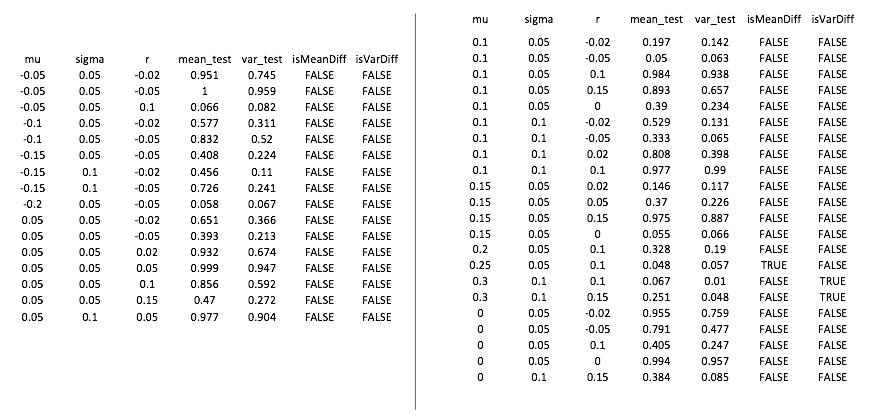 mu sigma r mean_test var_test isMeanDiff isVarDiff
-0.05 0.05 -0.02 0.951 0.745 FALSE FALSE
-0.05 0.05 -0.05 1 0.959 FALSE FALSE
-0.05 0.05 0.1 0.066 0.082 FALSE FALSE
-0.1 0.05 -0.02 0.577 0.311 FALSE FALSE
-0.1 0.05 -0.05 0.832 0.52 FALSE FALSE
-0.15 0.05 -0.05 0.408 0.224 FALSE FALSE
-0.15 0.1 -0.02 0.456 0.11 FALSE FALSE
-0.15 0.1 -0.05 0.726 0.241 FALSE FALSE
-0.2 0.05 -0.05 0.058 0.067 FALSE FALSE
0.05 0.05 -0.02 0.651 0.366 FALSE FALSE
0.05 0.05 -0.05 0.393 0.213 FALSE FALSE
0.05 0.05 0.02 0.932 0.674 FALSE FALSE
0.05 0.05 0.05 0.999 0.947 FALSE FALSE
0.05 0.05 0.1 0.856 0.592 FALSE FALSE
0.05 0.05 0.15 0.47 0.272 FALSE FALSE
0.05 0.1 0.05 0.977 0.904 FALSE FALSE
mu sigma r mean_test var_test isMeanDiff isVarDiff
0.1 0.05 -0.02 0.197 0.142 FALSE FALSE
0.1 0.05 -0.05 0.05 0.063 FALSE FALSE
0.1 0.05 0.1 0.984 0.938 FALSE FALSE
0.1 0.05 0.15 0.893 0.657 FALSE FALSE
0.1 0.05 0 0.39 0.234 FALSE FALSE
0.1 0.1 -0.02 0.529 0.131 FALSE FALSE
0.1 0.1 -0.05 0.333 0.065 FALSE FALSE
0.1 0.1 0.02 0.808 0.398 FALSE FALSE
0.1 0.1 0.1 0.977 0.99 FALSE FALSE
0.15 0.05 0.02 0.146 0.117 FALSE FALSE
0.15 0.05 0.05 0.37 0.226 FALSE FALSE
0.15 0.05 0.15 0.975 0.887 FALSE FALSE
0.15 0.05 0 0.055 0.066 FALSE FALSE
0.2 0.05 0.1 0.328 0.19 FALSE FALSE
0.25 0.05 0.1 0.048 0.057 TRUE FALSE
0.3 0.1 0.1 0.067 0.01 FALSE TRUE
0.3 0.1 0.15 0.251 0.048 FALSE TRUE
0 0.05 -0.02 0.955 0.759 FALSE FALSE
0 0.05 -0.05 0.791 0.477 FALSE FALSE
0 0.05 0.1 0.405 0.247 FALSE FALSE
0 0.05 0 0.994 0.957 FALSE FALSE
0 0.1 0.15 0.384 0.085 FALSE FALSE